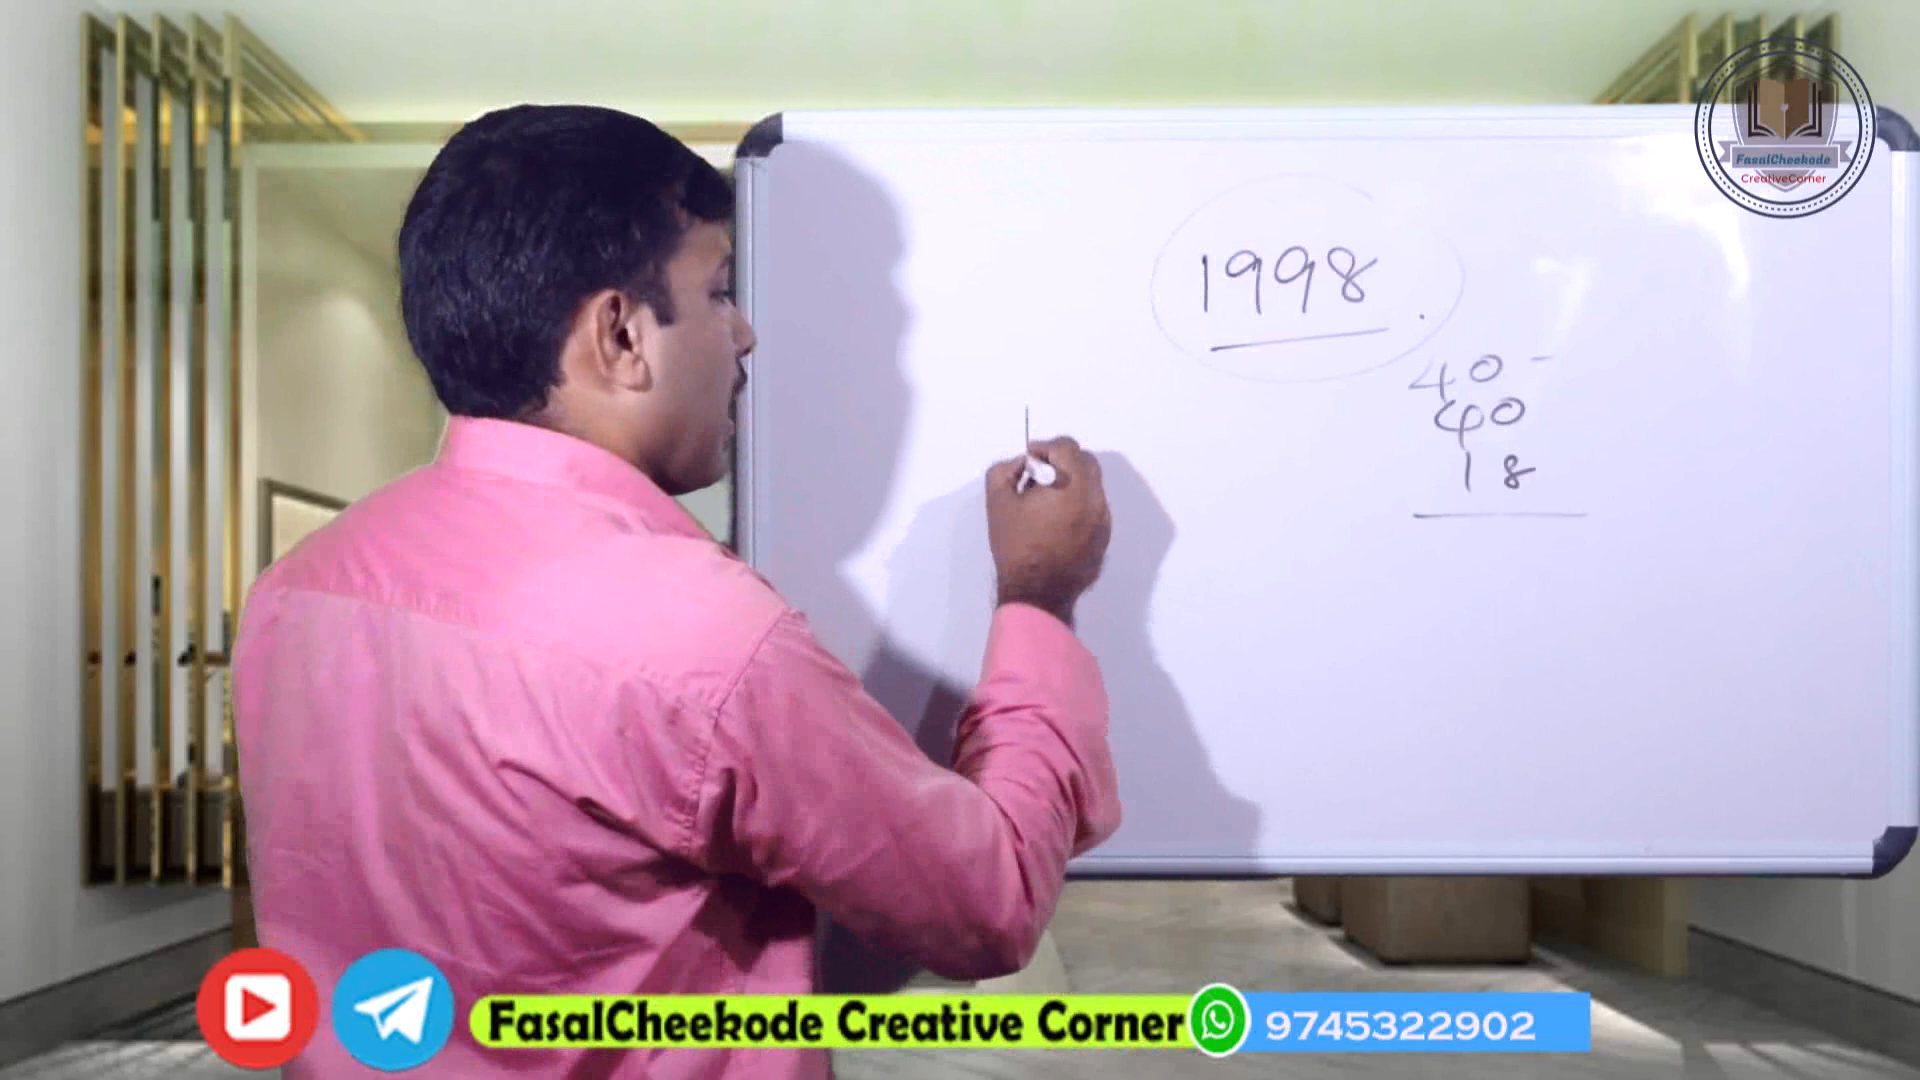 FasalCheekode
CreativeCorner
1998
40 -
40
18
FasalCheekode Creative Corner
9745322902